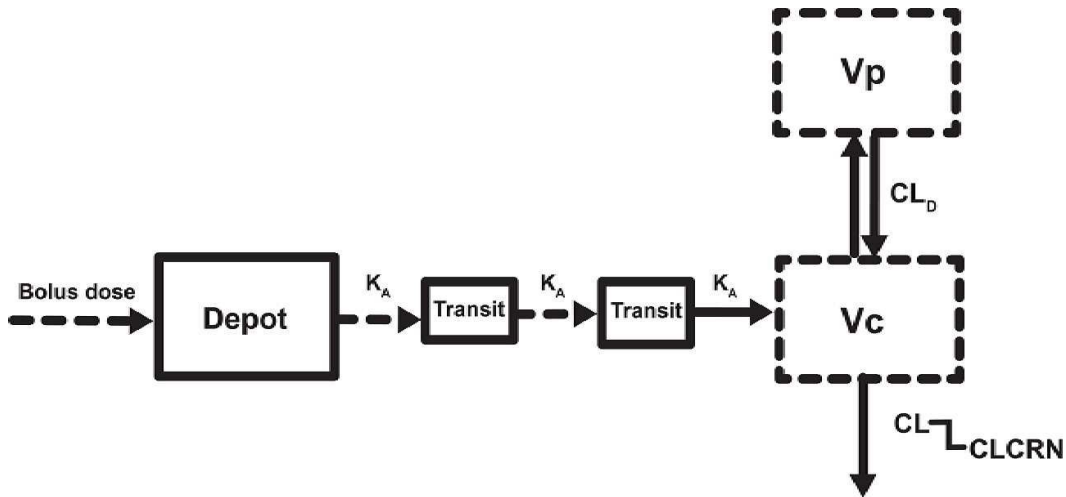 Vp
CL_D
Bolus dose
Depot
K_A
Transit
K_A
Transit
K_A
Vc
CL
CLCRN